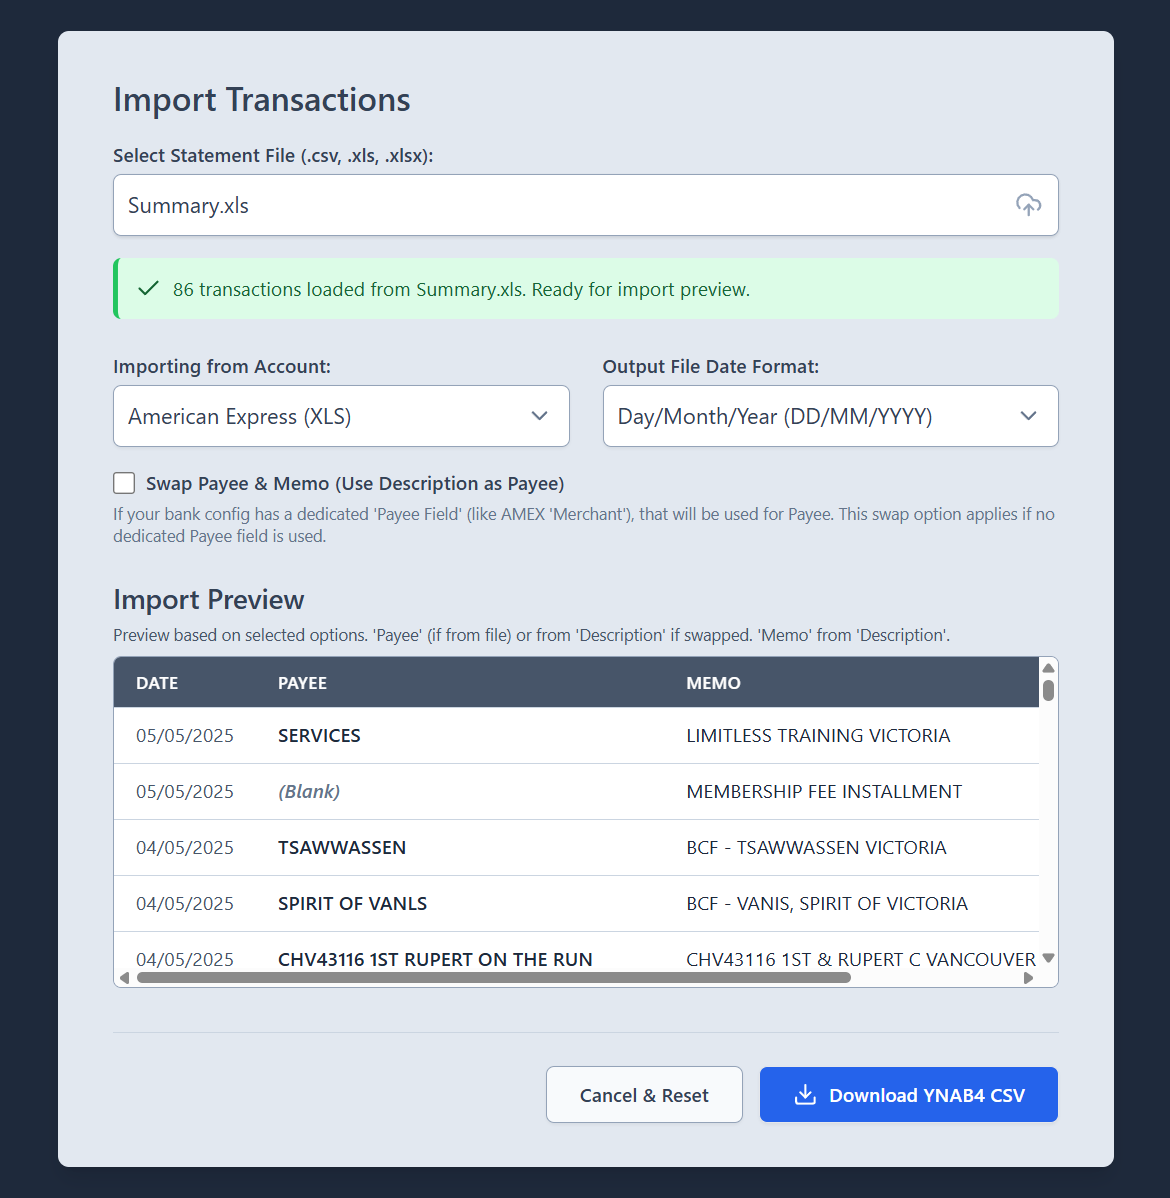 Import Transactions
Select Statement File (.csv, .xls, .xlsx):
Summary.xls
86 transactions loaded from Summary.xls. Ready for import preview.
Importing from Account:
Output File Date Format:
American Express (XLS)
Day/Month/Year (DD/MM/YYYY)
Swap Payee & Memo (Use Description as Payee)
If your bank config has a dedicated 'Payee Field' (like AMEX 'Merchant'), that will be used for Payee. This swap option applies if no
dedicated Payee field is used.
Import Preview
Preview based on selected options. 'Payee' (if from file) or from 'Description' if swapped. 'Memo' from 'Description'.
DATE PAYEE MEMO
05/05/2025 SERVICES LIMITLESS TRAINING VICTORIA
05/05/2025 (Blank) MEMBERSHIP FEE INSTALLMENT
04/05/2025 TSAWWASSEN BCF - TSAWWASSEN VICTORIA
04/05/2025 SPIRIT OF VANLS BCF - VANIS, SPIRIT OF VICTORIA
04/05/2025 CHV43116 1ST RUPERT ON THE RUN CHV43116 1ST & RUPERT C VANCOUVER
Cancel & Reset
Download YNAB4 CSV